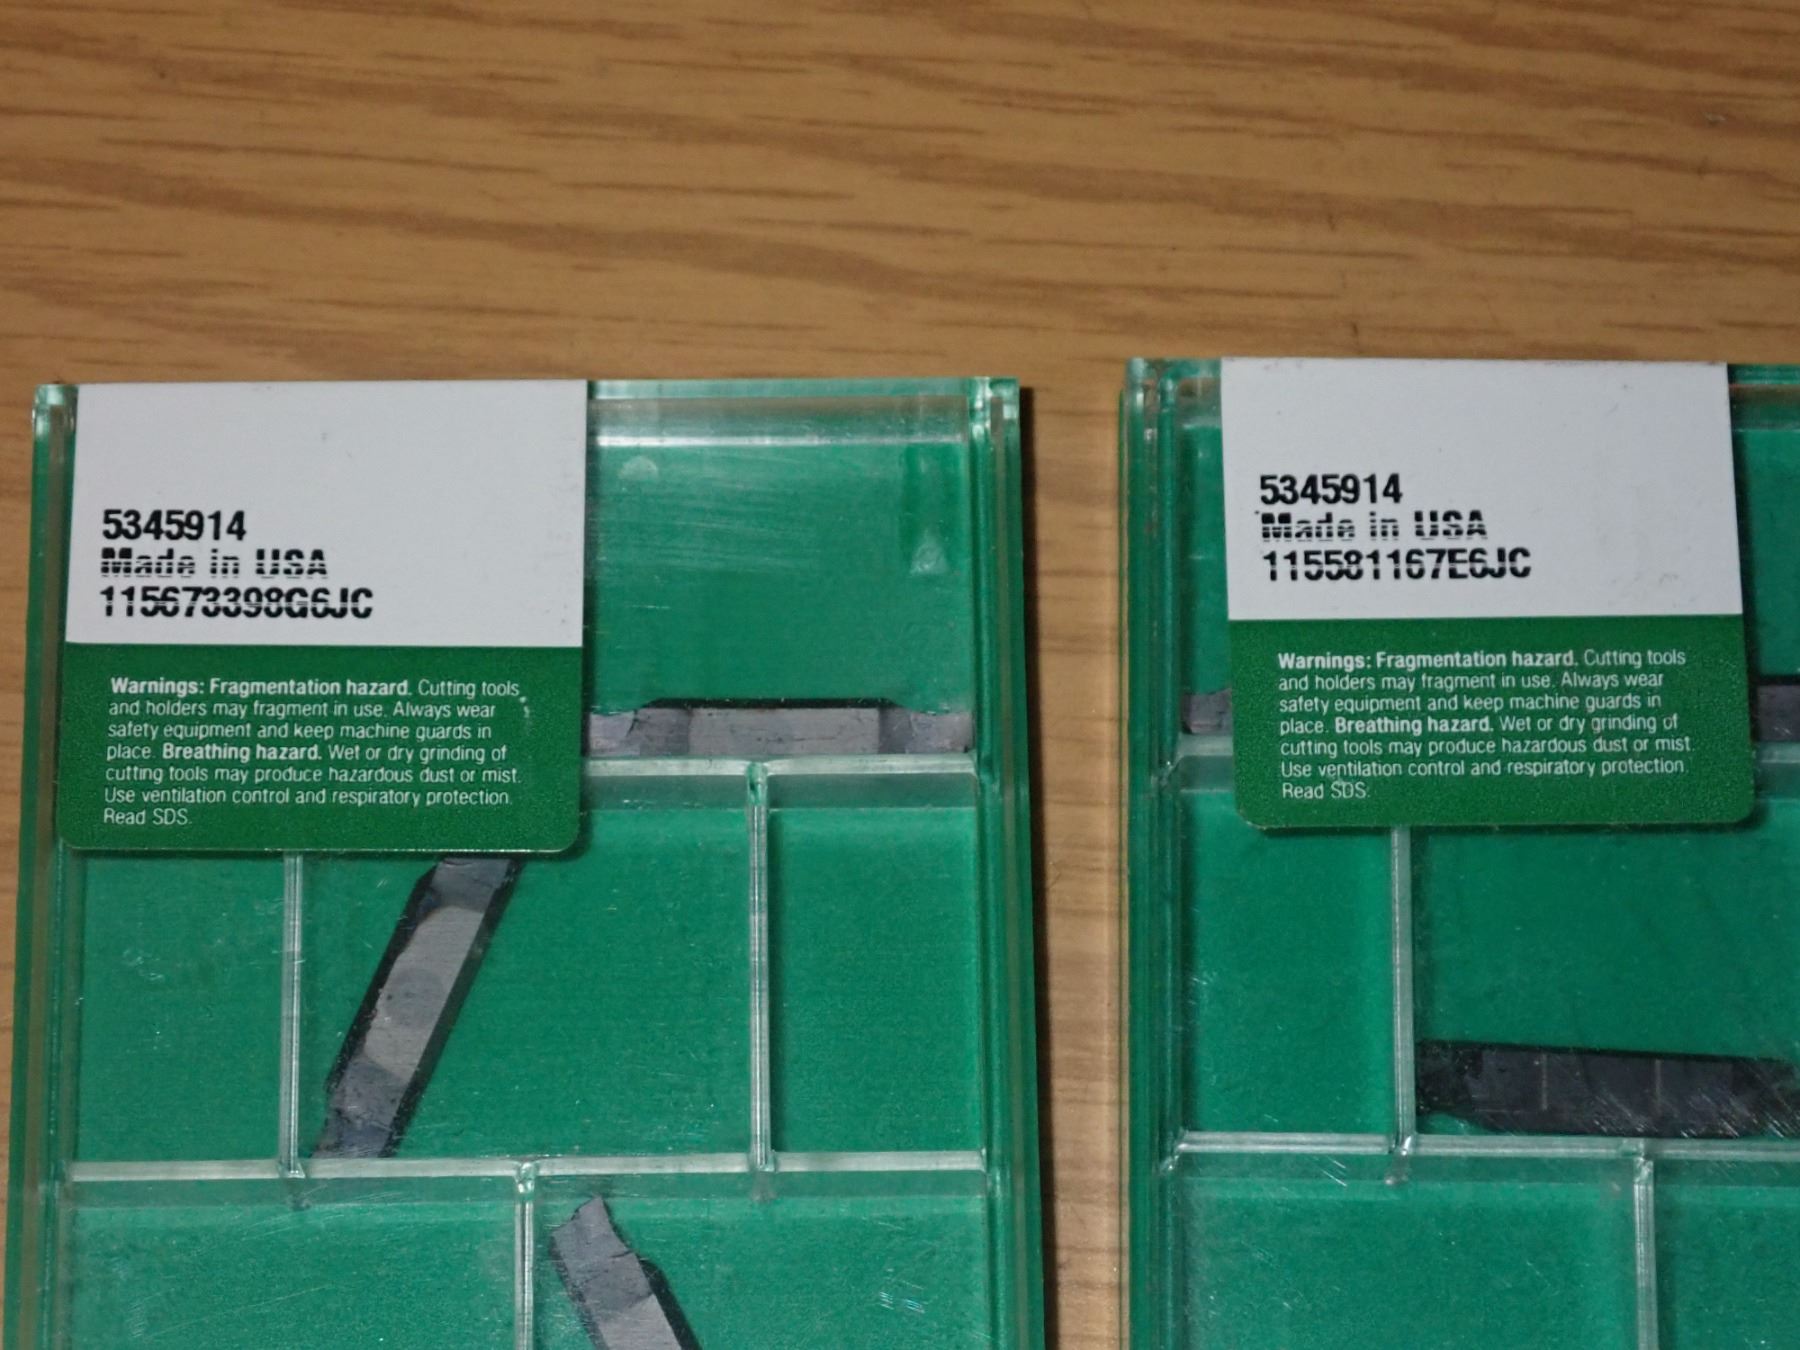 5345914
Made in USA
115673398G6JC
Warnings: Fragmentation hazard. Cutting tools
and holders may fragment in use. Always wear
safety equipment and keep machine guards in
place. Breathing hazard. Wet or dry grinding of
cutting tools may produce hazardous dust or mist.
Use ventilation control and respiratory protection.
Read SDS.
5345914
Made in USA
115581167E6JC
Warnings: Fragmentation hazard. Cutting tools
and holders may fragment in use. Always wear
safety equipment and keep machine guards in
place. Breathing hazard. Wet or dry grinding of
cutting tools may produce hazardous dust or mist.
Use ventilation control and respiratory protection.
Read SDS.